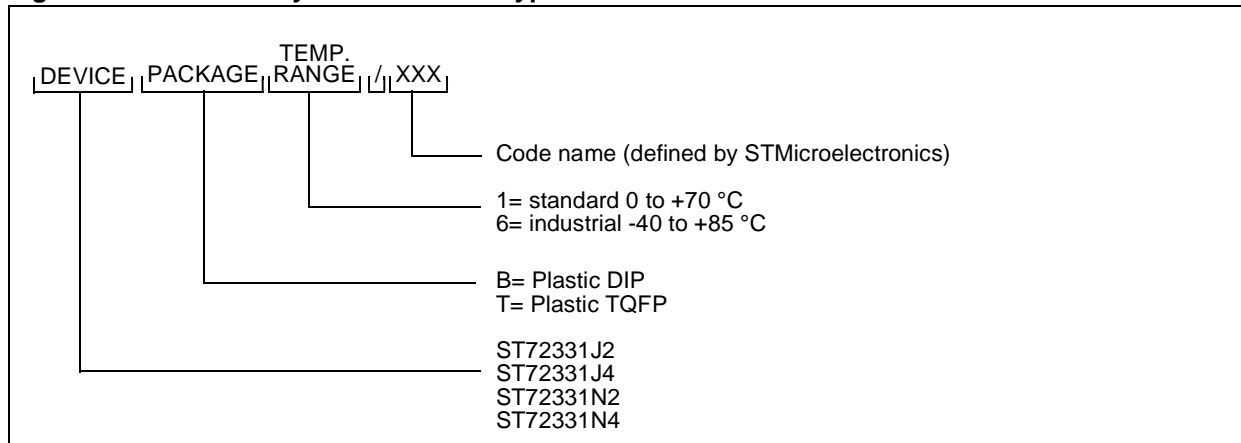 TEMP.
DEVICE PACKAGE RANGE / XXX
Code name (defined by STMicroelectronics)
1= standard 0 to +70 °C
6= industrial -40 to +85 °C
B= Plastic DIP
T= Plastic TQFP
ST72331J2
ST72331J4
ST72331N2
ST72331N4